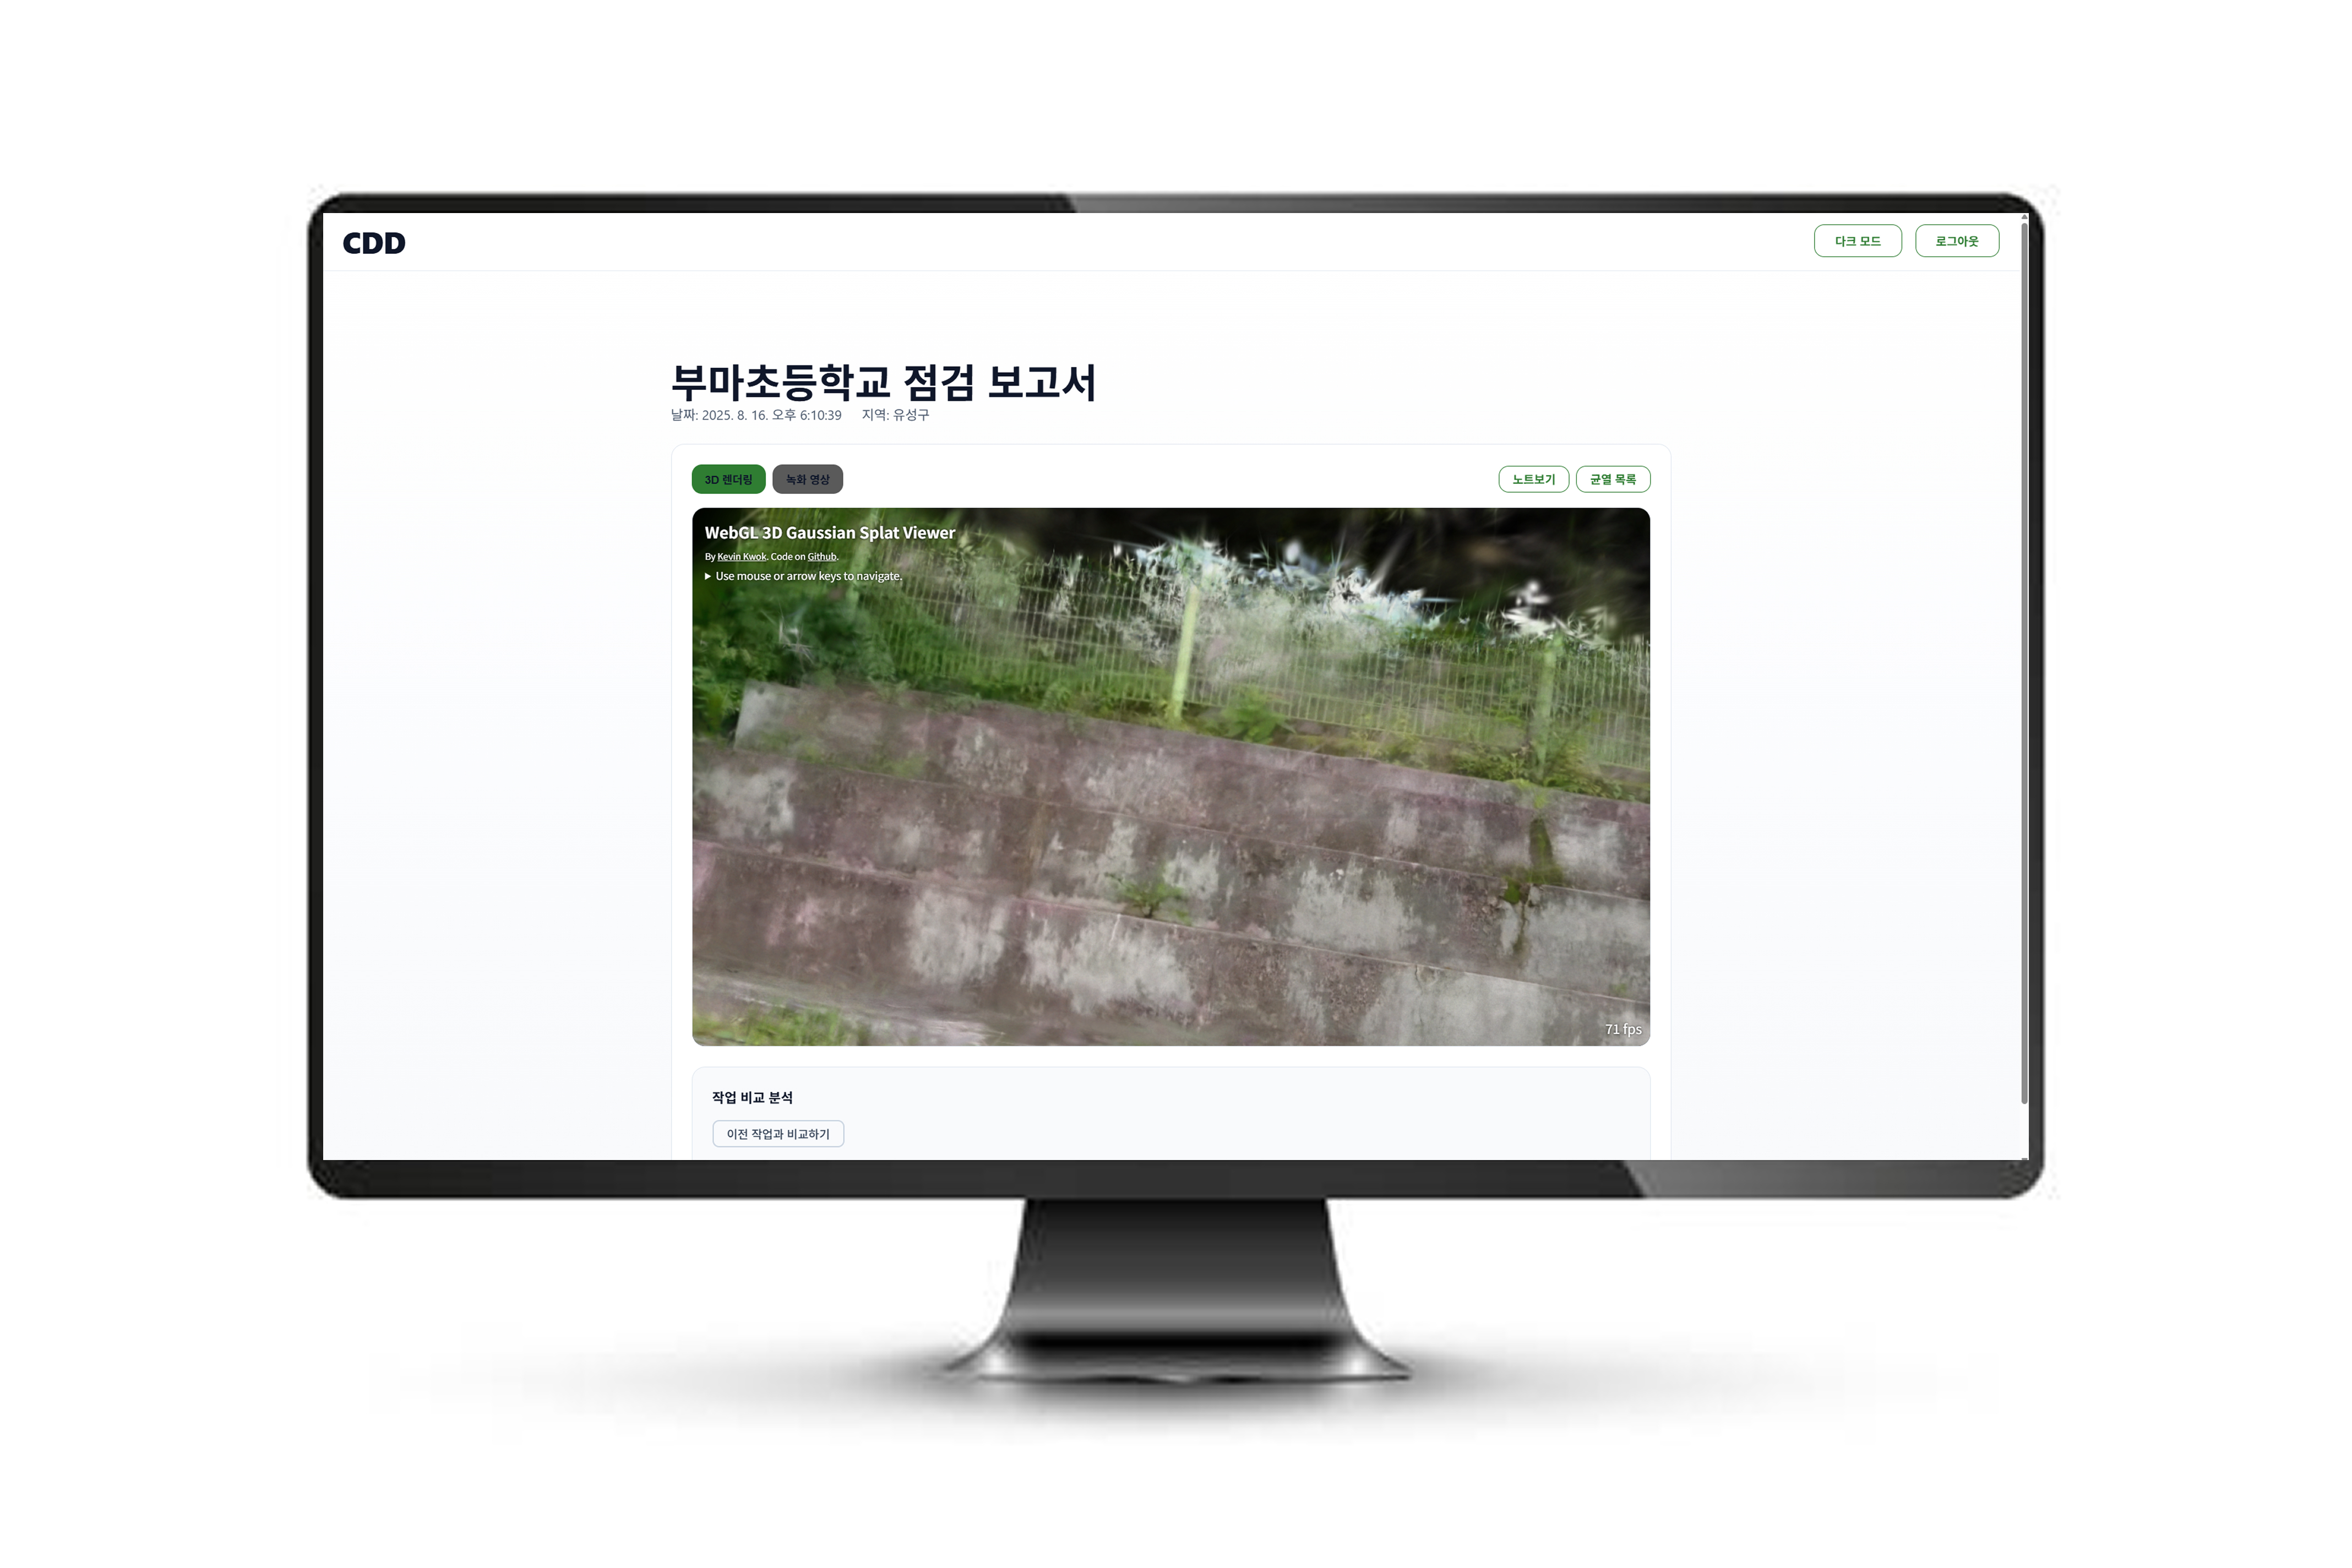 CDD
다크 모드
로그아웃
부마초등학교 점검 보고서
날짜: 2025. 8. 16. 오후 6:10:39 지역: 유성구
3D 렌더링
녹화 영상
노트보기
균열 목록
WebGL 3D Gaussian Splat Viewer
By Kevin Kwok. Code on Github.
▶ Use mouse or arrow keys to navigate.
71 fps
작업 비교 분석
이전 작업과 비교하기